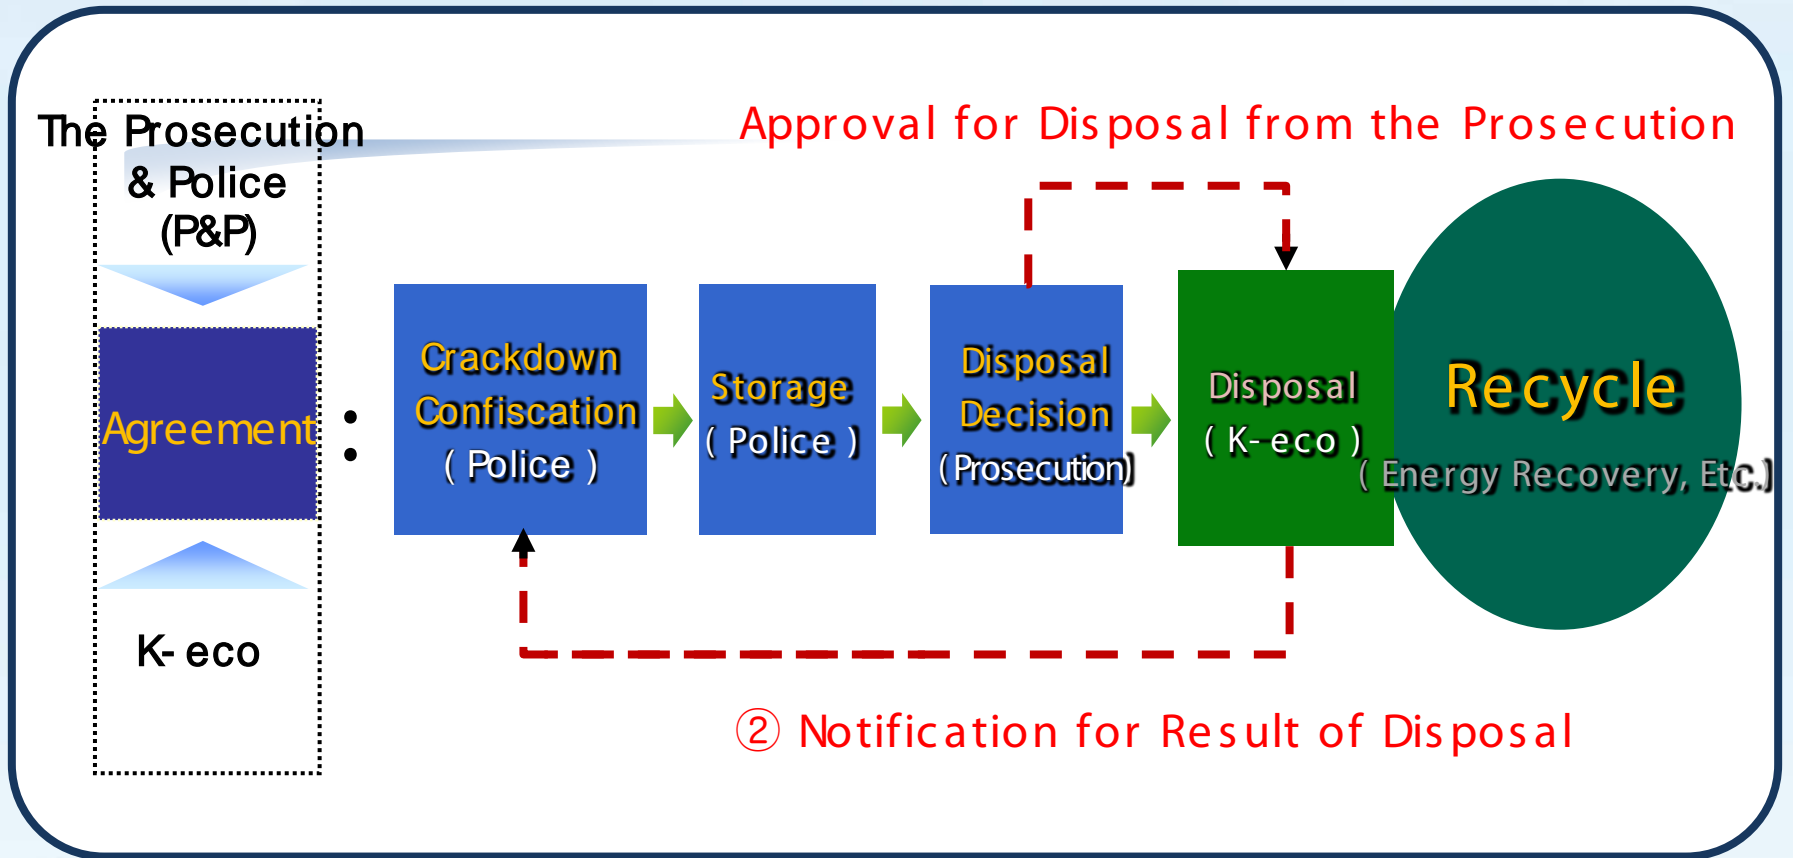 The Prosecution
& Police
(P&P)
Agreement
K-eco
:
Approval for Disposal from the Prosecution
Crackdown
Confiscation
( Police )
Storage
( Police )
Disposal
Decision
(Prosecution)
Disposal
( K-eco )
Recycle
( Energy Recovery, Etc.)
② Notification for Result of Disposal